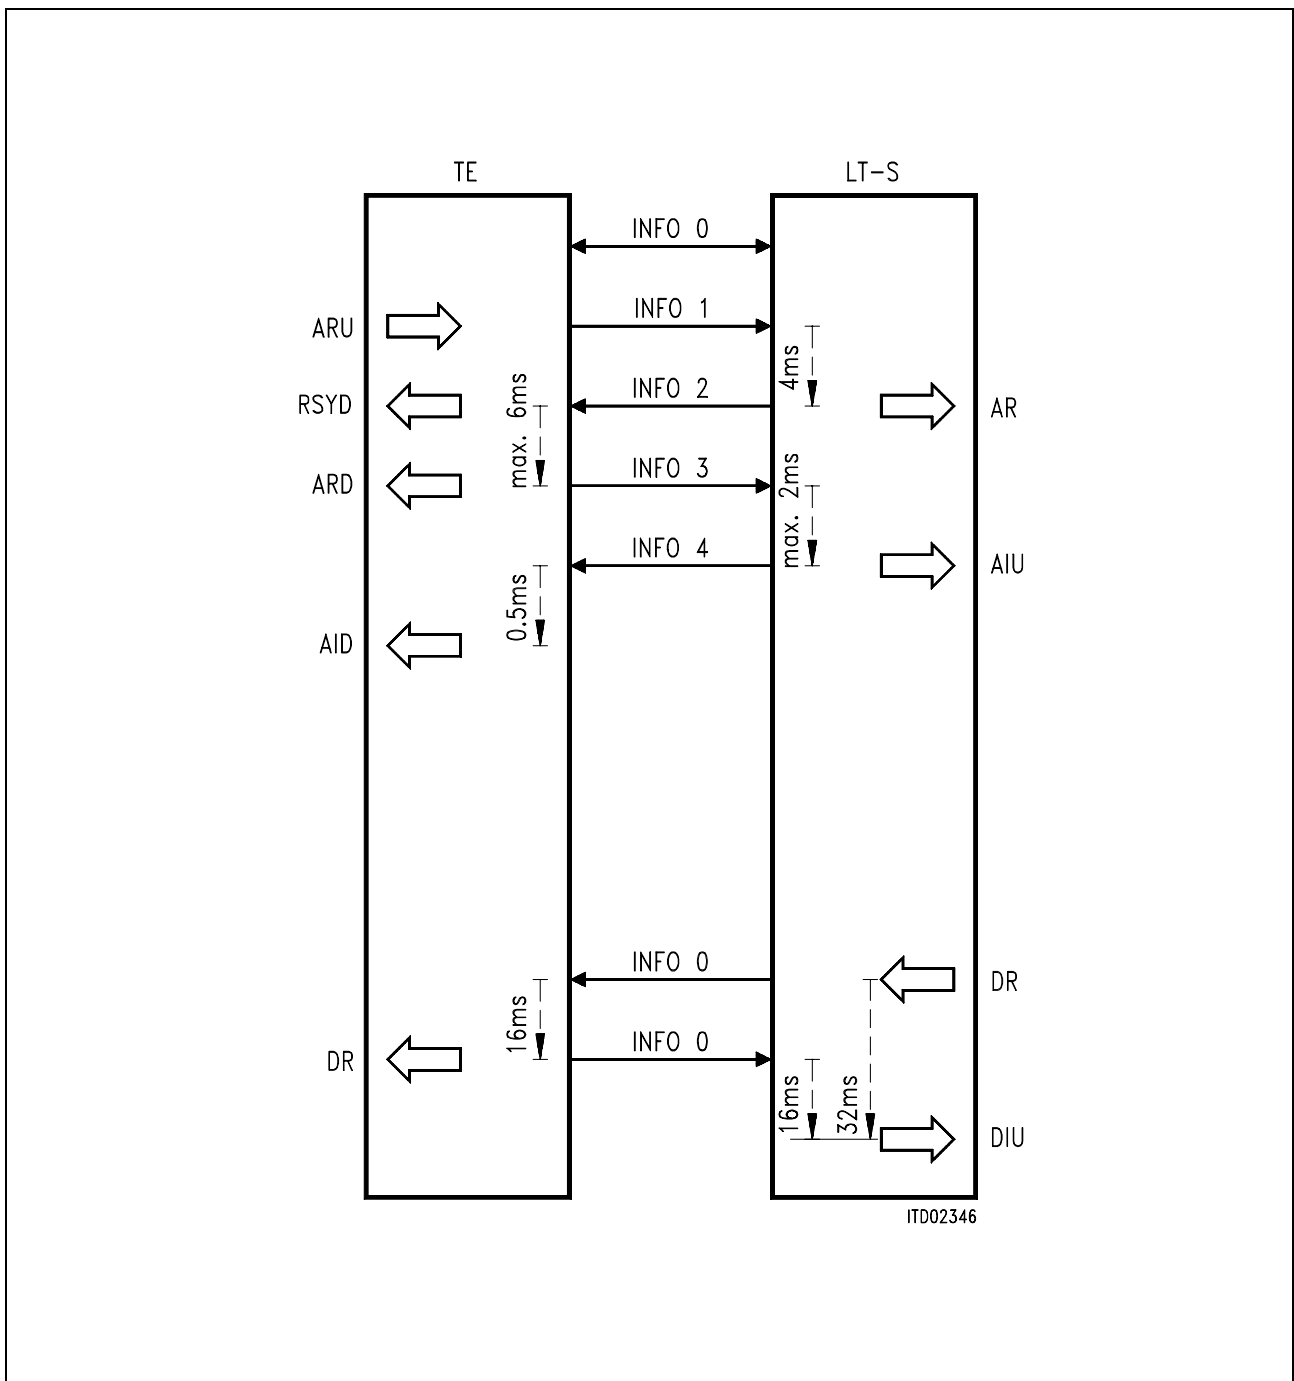 TE
LT-S
INFO 0
ARU
INFO 1
4ms
RSYD
max. 6ms
INFO 2
AR
ARD
INFO 3
max. 2ms
INFO 4
AIU
0.5ms
AID
INFO 0
DR
16ms
INFO 0
DR
16ms
32ms
DIU
ITD02346